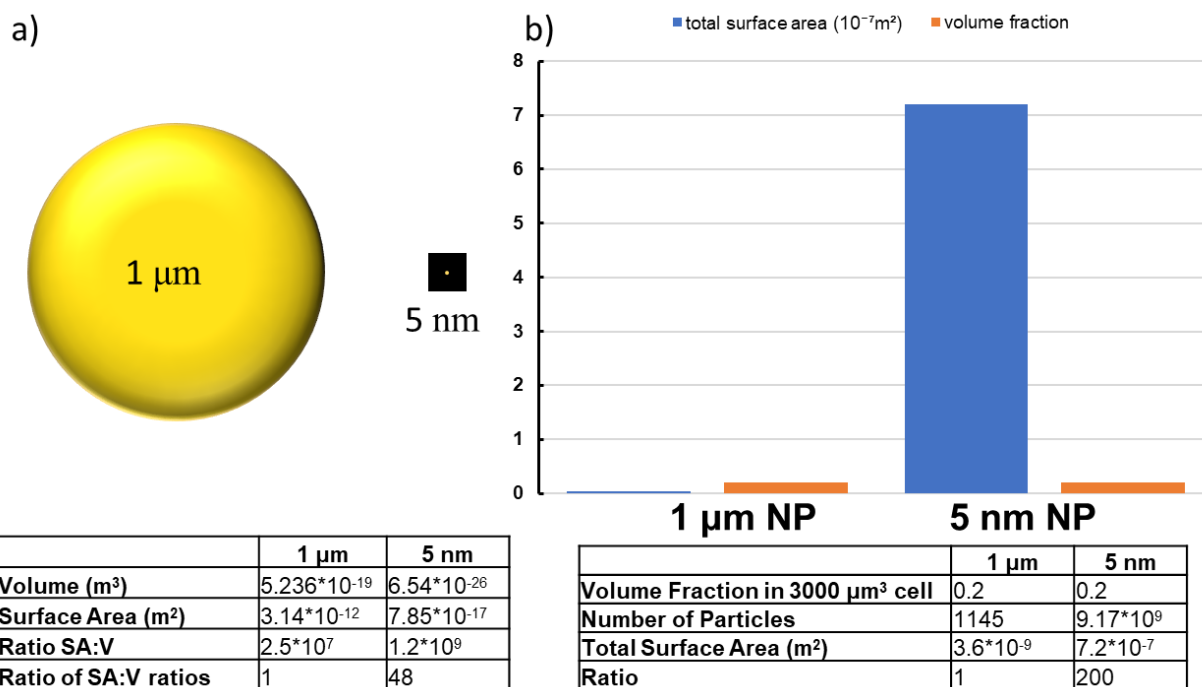 a)
1 µm
5 nm
b)
total surface area (10⁻⁷m²) volume fraction
8
7
6
5
4
3
2
1
0
1 µm NP 5 nm NP
1 µm 5 nm
Volume (m³) 5.236*10⁻¹⁹ 6.54*10⁻²⁶
Surface Area (m²) 3.14*10⁻¹² 7.85*10⁻¹⁷
Ratio SA:V 2.5*10⁷ 1.2*10⁹
Ratio of SA:V ratios 1 48
1 µm 5 nm
Volume Fraction in 3000 µm³ cell 0.2 0.2
Number of Particles 1145 9.17*10⁹
Total Surface Area (m²) 3.6*10⁻⁹ 7.2*10⁻⁷
Ratio 1 200